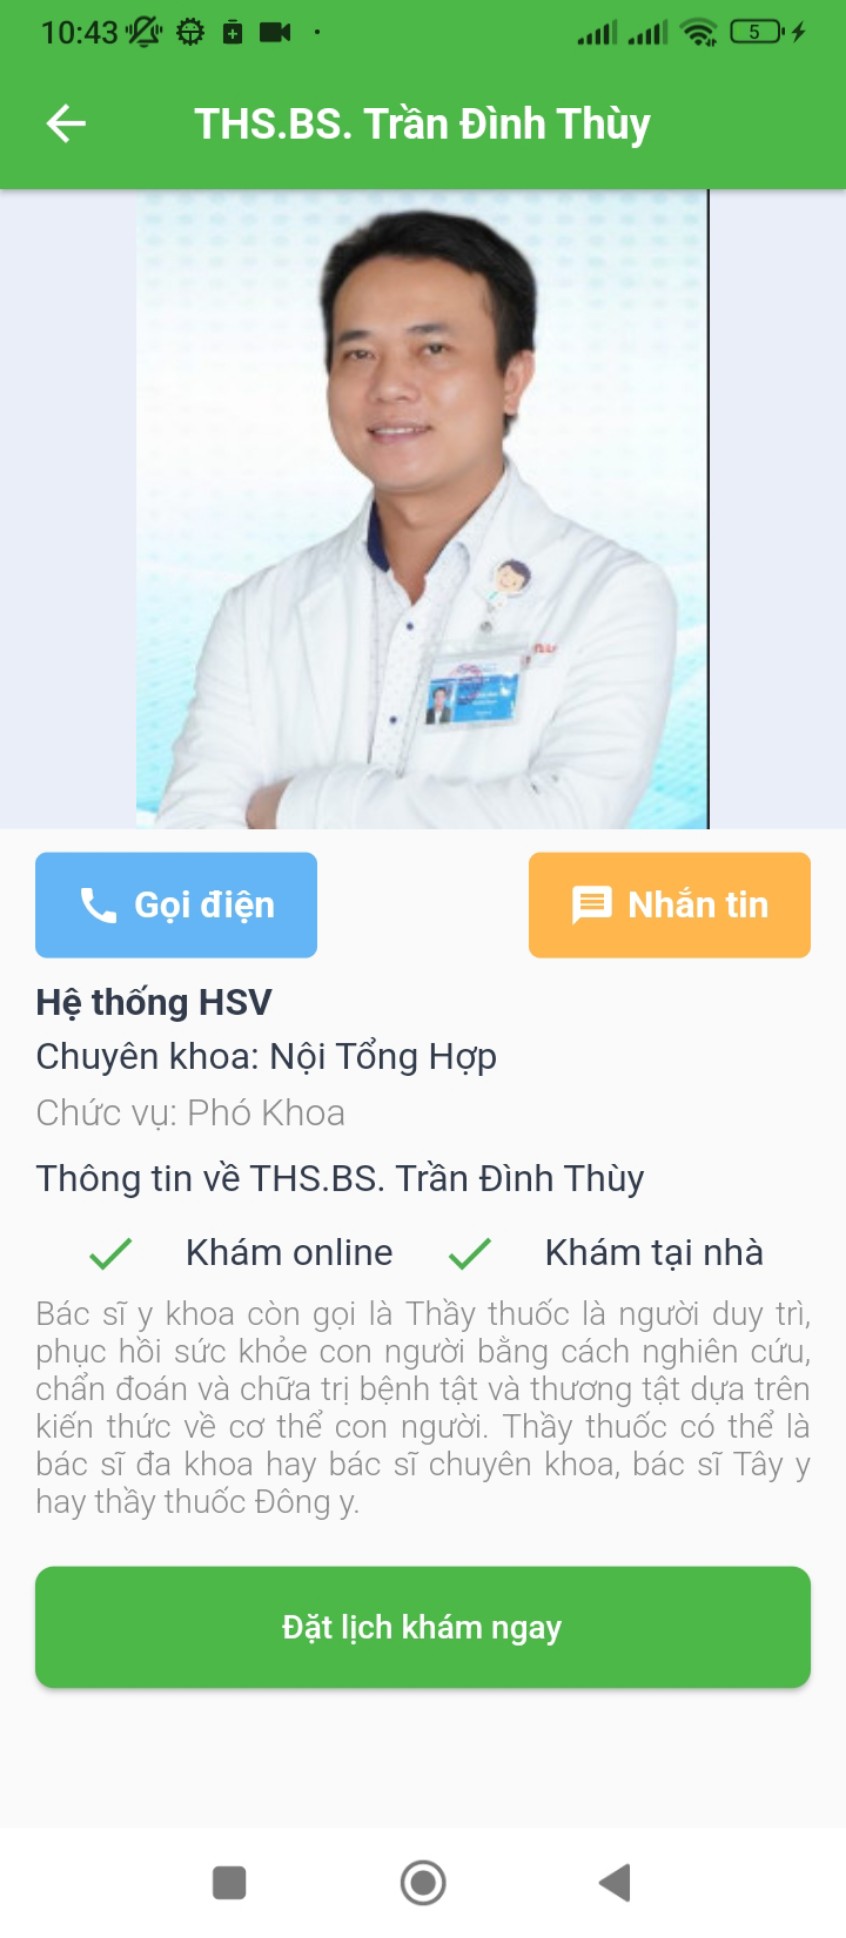 10:43
5
THS.BS. Trần Đình Thùy
Gọi điện
Nhắn tin
Hệ thống HSV
Chuyên khoa: Nội Tổng Hợp
Chức vụ: Phó Khoa
Thông tin về THS.BS. Trần Đình Thùy
Khám online
Khám tại nhà
Bác sĩ y khoa còn gọi là Thầy thuốc là người duy trì,
phục hồi sức khỏe con người bằng cách nghiên cứu,
chẩn đoán và chữa trị bệnh tật và thương tật dựa trên
kiến thức về cơ thể con người. Thầy thuốc có thể là
bác sĩ đa khoa hay bác sĩ chuyên khoa, bác sĩ Tây y
hay thầy thuốc Đông y.
Đặt lịch khám ngay